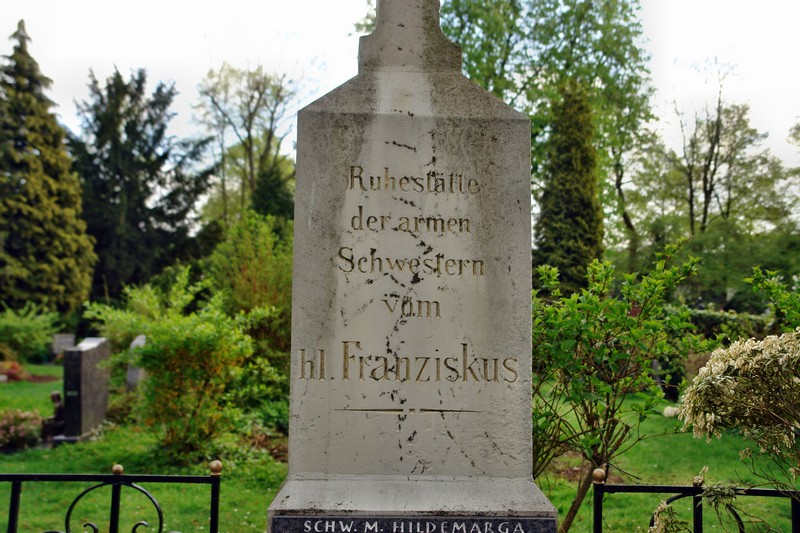 Ruhestätte
der armen
Schwestern
vom
hl. Franziskus
SCHW. M. HILDEMARGA